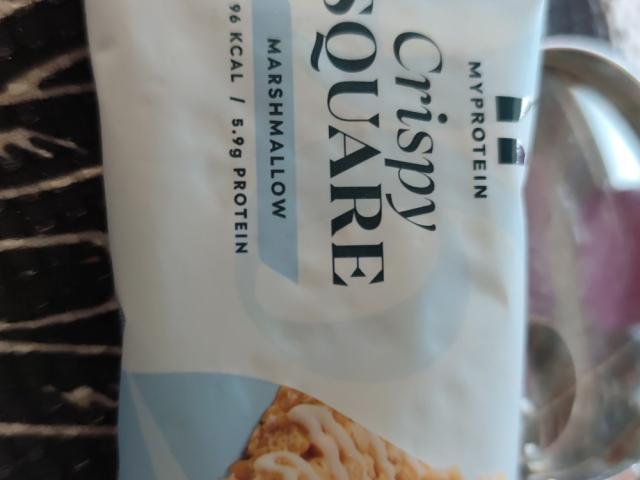 MYPROTEIN
Crispy
SQUARE
MARSHMALLOW
96 KCAL / 5.9g PROTEIN